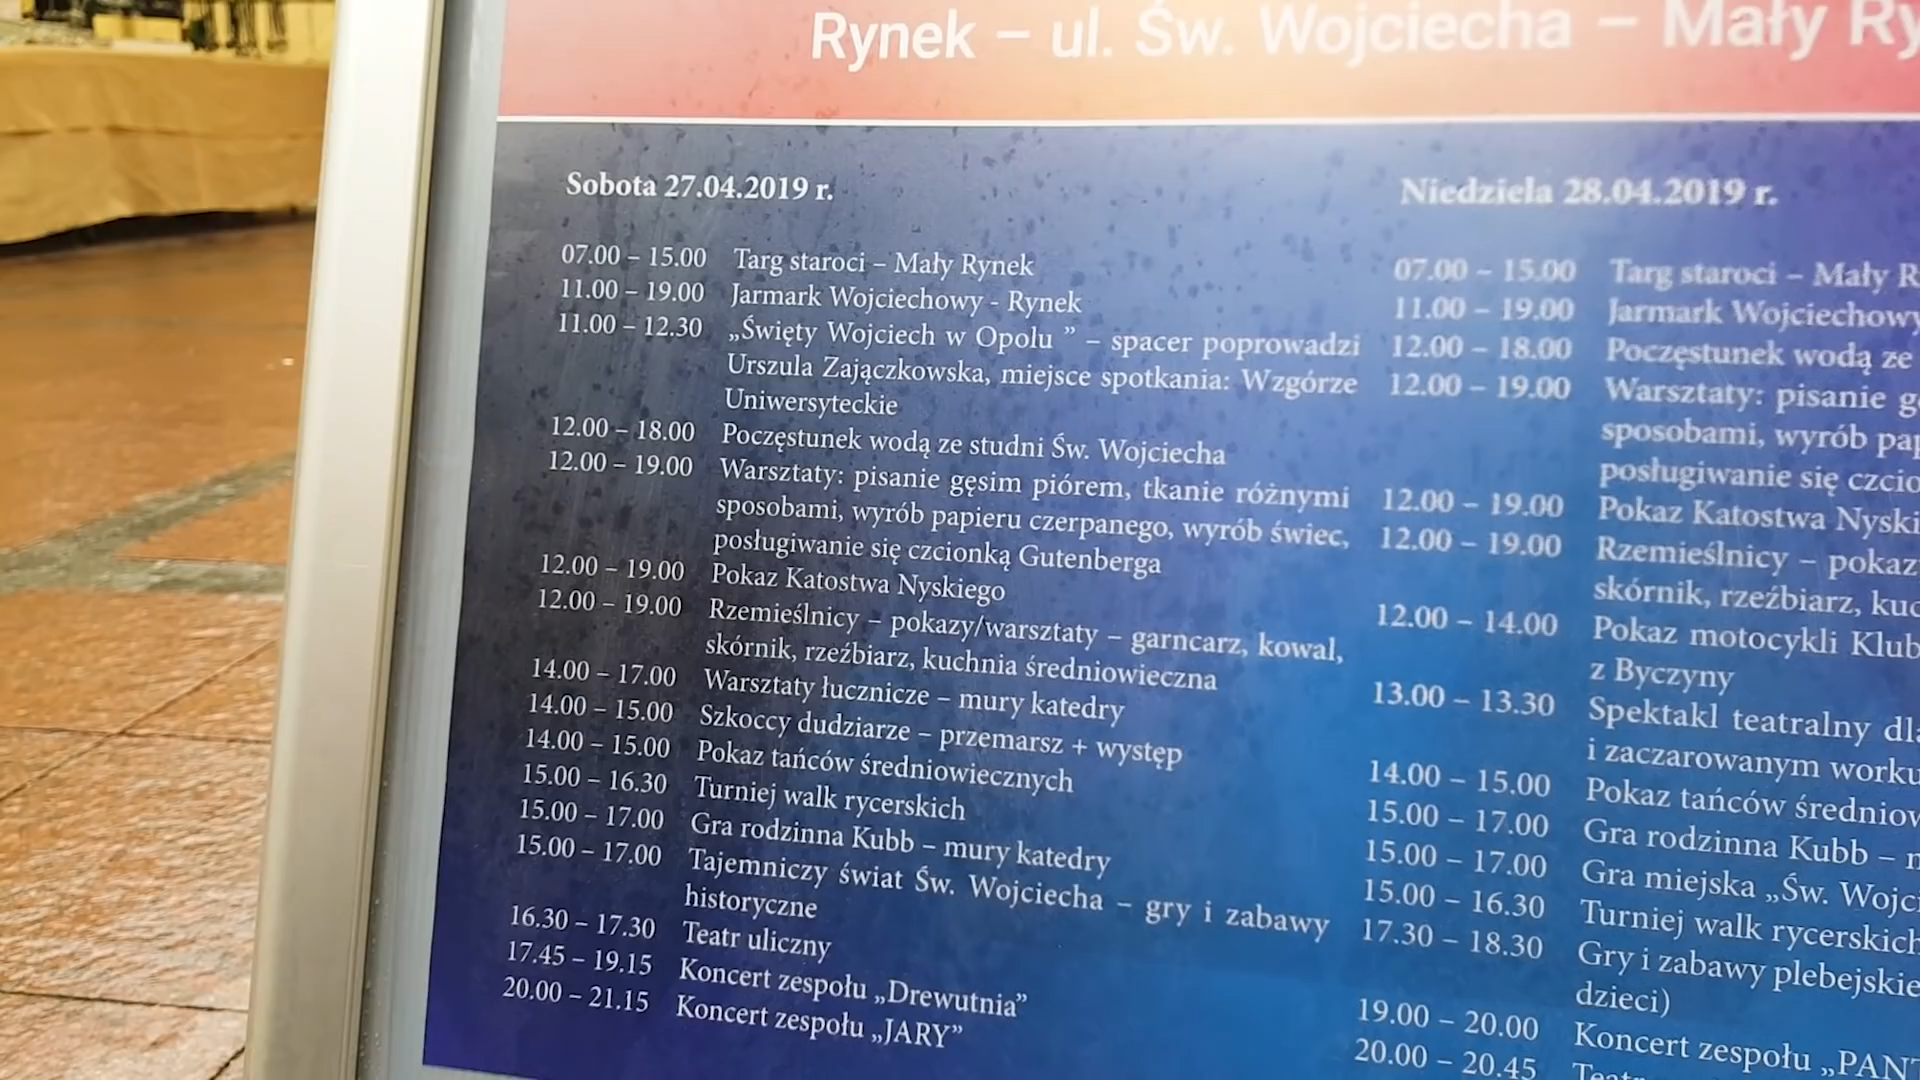 Rynek – ul. Św. Wojciecha – Mały
Sobota 27.04.2019 r.
07.00 – 15.00 Targ staroci – Mały Rynek
11.00 – 19.00 Jarmark Wojciechowy - Rynek
11.00 – 12.30 „Święty Wojciech w Opolu ” – spacer poprowadzi
Urszula Zajączkowska, miejsce spotkania: Wzgórze
Uniwersyteckie
12.00 – 18.00 Poczęstunek wodą ze studni Św. Wojciecha
12.00 – 19.00 Warsztaty: pisanie gęsim piórem, tkanie różnymi
sposobami, wyrób papieru czerpanego, wyrób świec,
posługiwanie się czcionką Gutenberga
12.00 – 19.00 Pokaz Katostwa Nyskiego
12.00 – 19.00 Rzemieślnicy – pokazy/warsztaty – garncarz, kowal,
skórnik, rzeźbiarz, kuchnia średniowieczna
14.00 – 17.00 Warsztaty łucznicze – mury katedry
14.00 – 15.00 Szkoccy dudziarze – przemarsz + występ
14.00 – 15.00 Pokaz tańców średniowiecznych
15.00 – 16.30 Turniej walk rycerskich
15.00 – 17.00 Gra rodzinna Kubb – mury katedry
15.00 – 17.00 Tajemniczy świat Św. Wojciecha – gry i zabawy
historyczne
16.30 – 17.30 Teatr uliczny
17.45 – 19.15 Koncert zespołu „Drewutnia”
20.00 – 21.15 Koncert zespołu „JARY”
Niedziela 28.04.2019 r.
07.00 – 15.00 Targ staroci – Mały
11.00 – 19.00 Jarmark Wojciechowy
12.00 – 18.00 Poczęstunek wodą ze
12.00 – 19.00 Warsztaty: pisanie
sposobami, wyrób
posługiwanie się
12.00 – 19.00 Pokaz Katostwa
12.00 – 19.00 Rzemieślnicy –
skórnik, rzeźbiarz,
12.00 – 14.00 Pokaz motocykli
z Byczyny
13.00 – 13.30 Spektakl teatralny
i zaczarowanym worku
14.00 – 15.00 Pokaz tańców
15.00 – 17.00 Gra rodzinna Kubb –
15.00 – 17.00 Gra miejska „Św.
15.00 – 16.30 Turniej walk rycerskich
17.30 – 18.30 Gry i zabawy plebejskie
dzieci)
19.00 – 20.00 Koncert zespołu
20.00 – 20.45